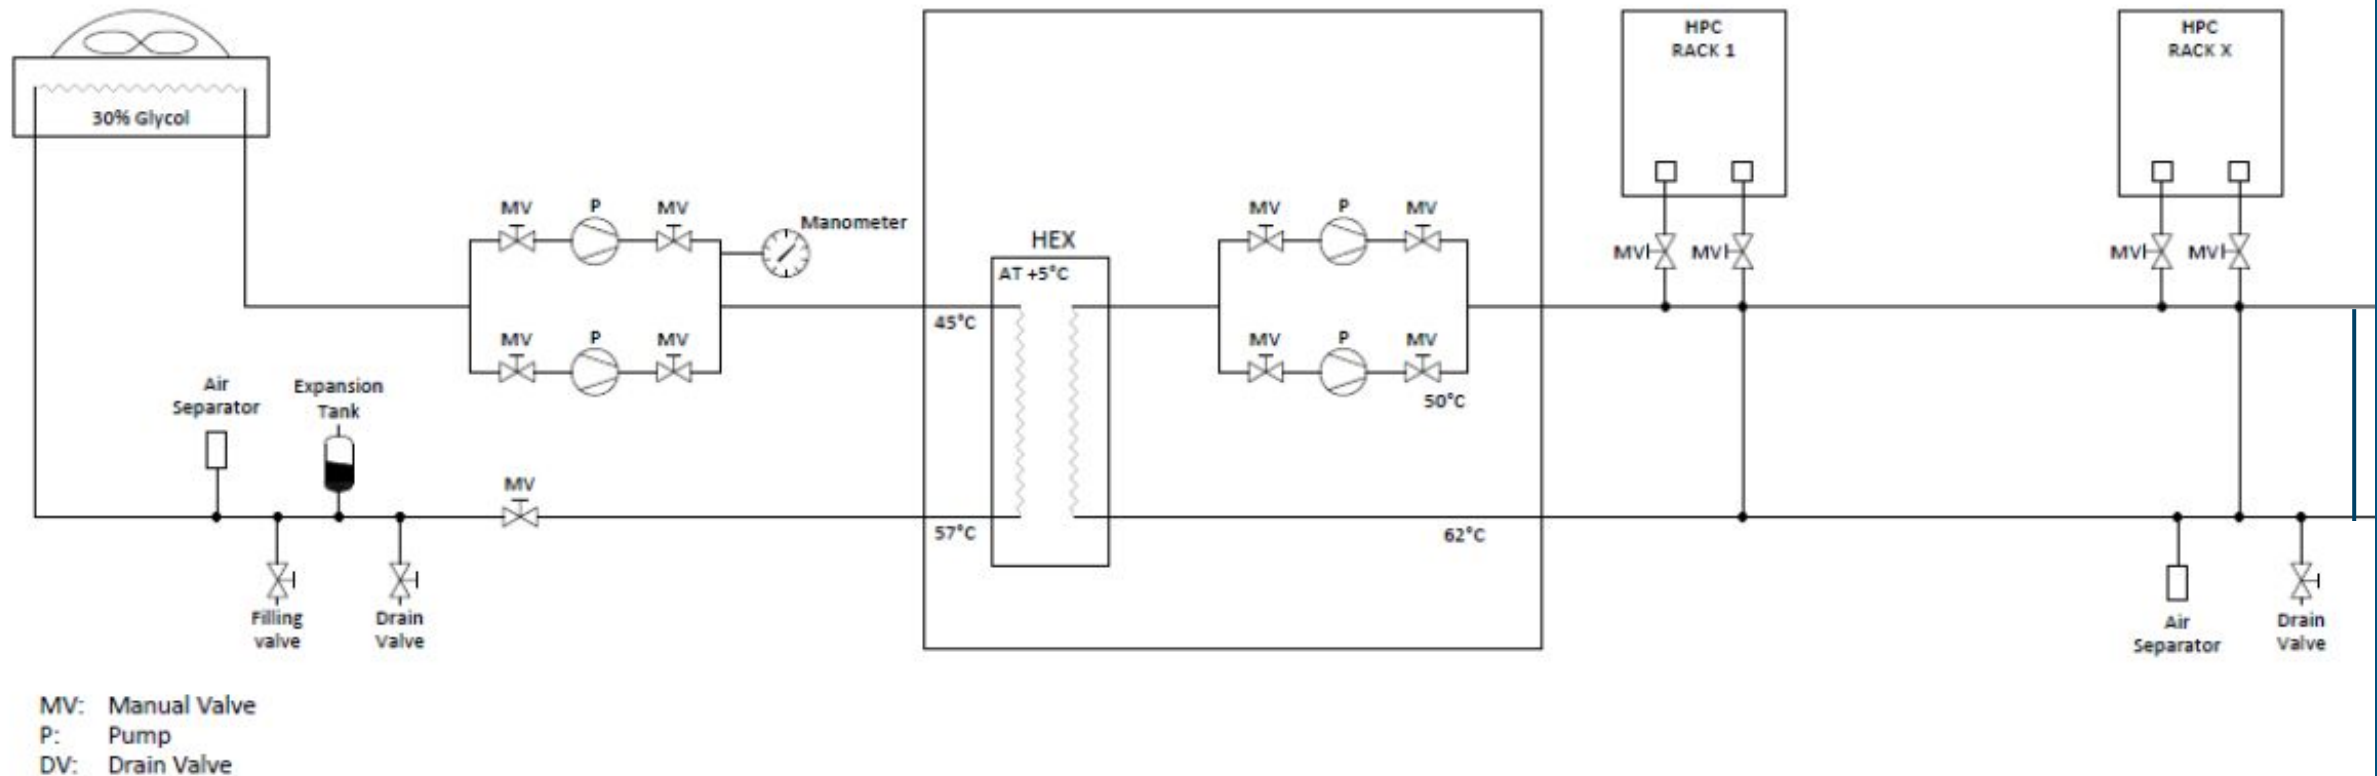 HPC
RACK 1
HPC
RACK X
30% Glycol
MV
P
MV
Manometer
MV
P
MV
HEX
AT +5°C
MV
MV
MV
MV
45°C
MV
P
MV
MV
P
MV
50°C
Air
Separator
Expansion
Tank
MV
57°C
62°C
Filling
valve
Drain
Valve
Air
Separator
Drain
Valve
MV: Manual Valve
P: Pump
DV: Drain Valve